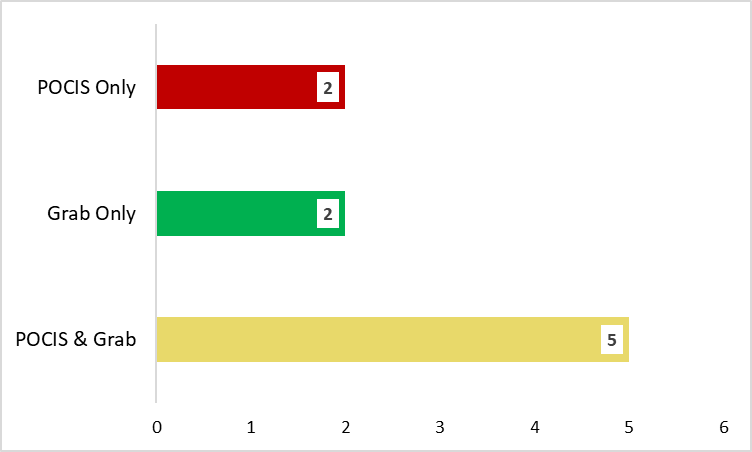 POCIS Only
2
Grab Only
2
POCIS & Grab
5
0 1 2 3 4 5 6